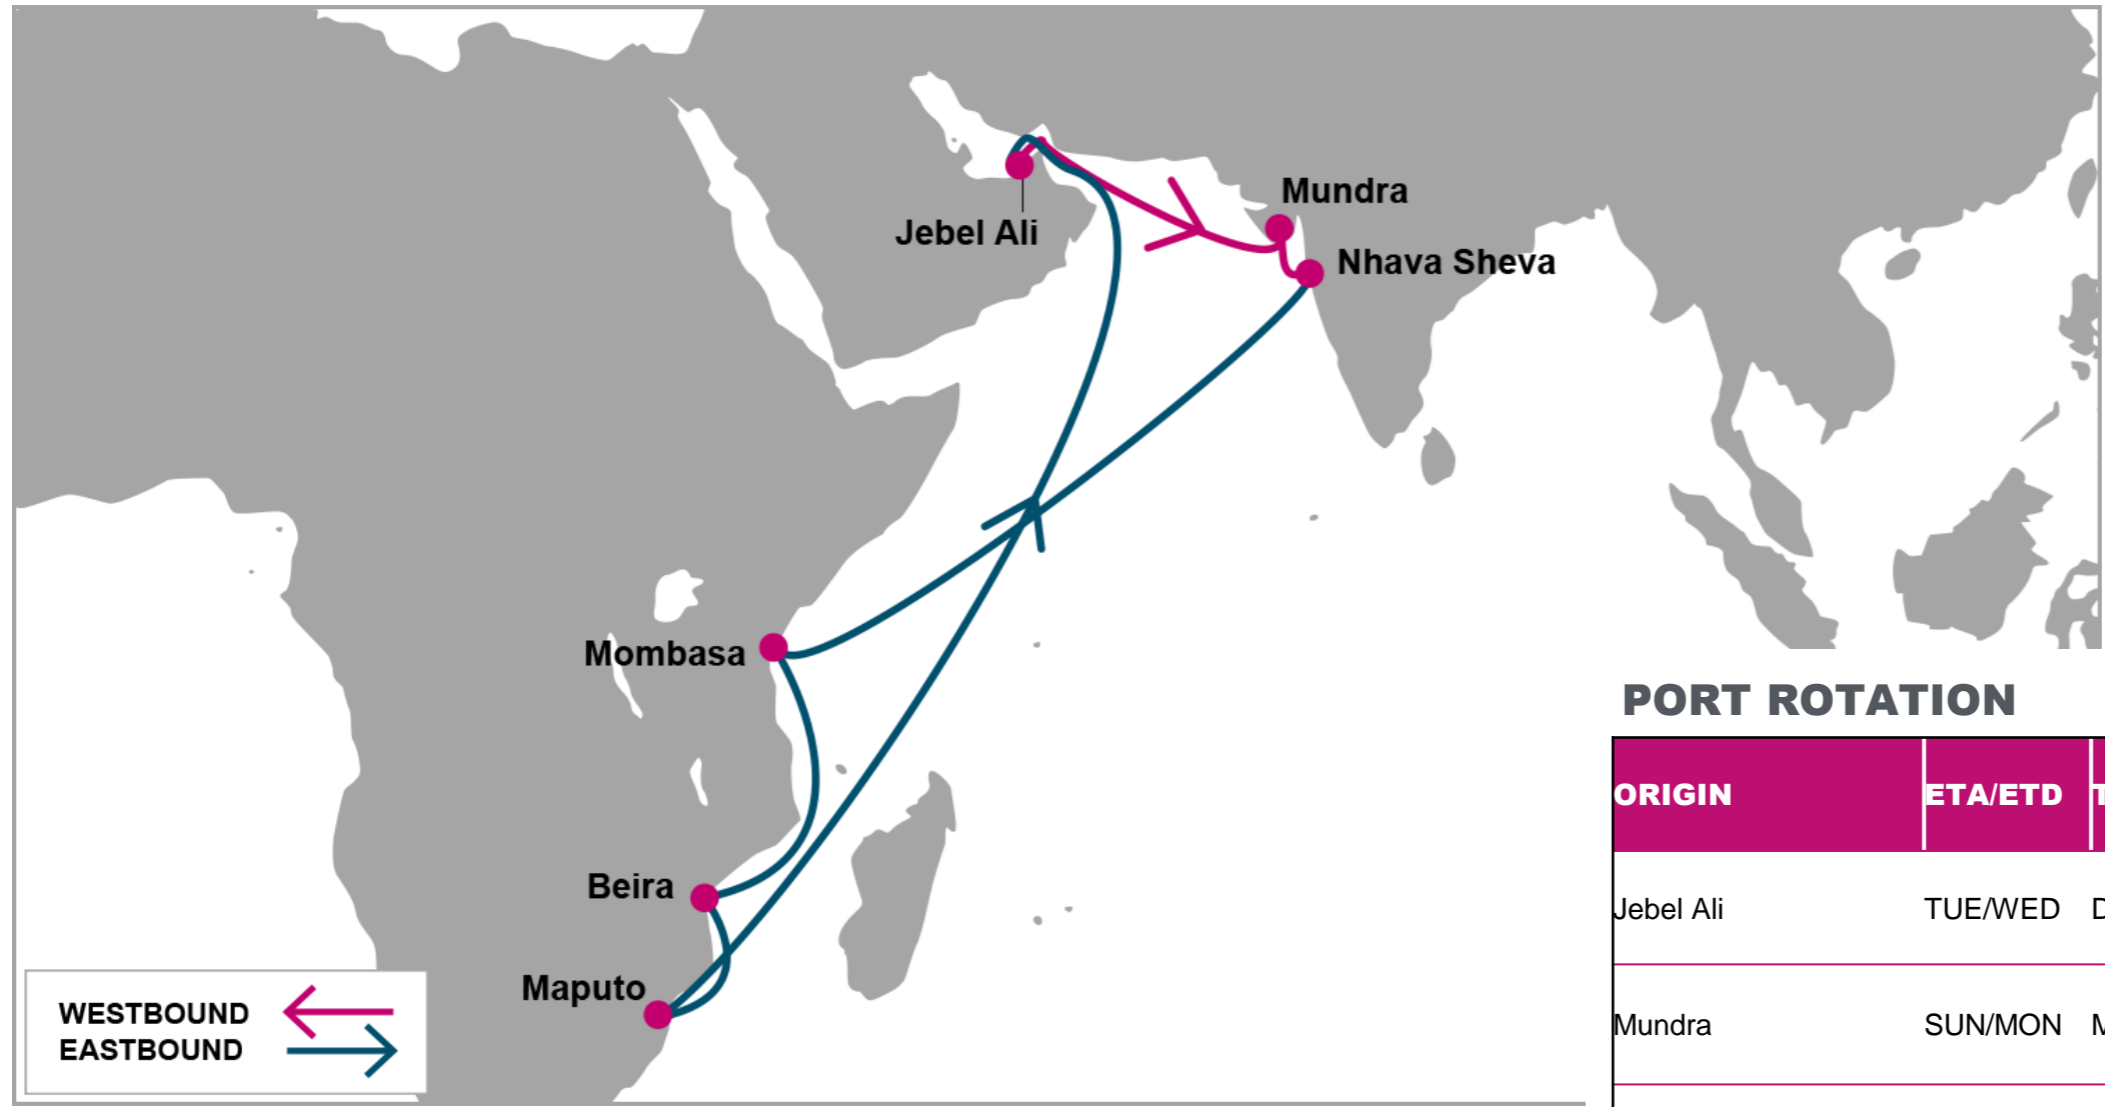 Mundra
Jebel Ali
Nhava Sheva
Mombasa
Beira
Maputo
WESTBOUND
EASTBOUND
PORT ROTATION
ORIGIN ETA/ETD
Jebel Ali TUE/WED
Mundra SUN/MON